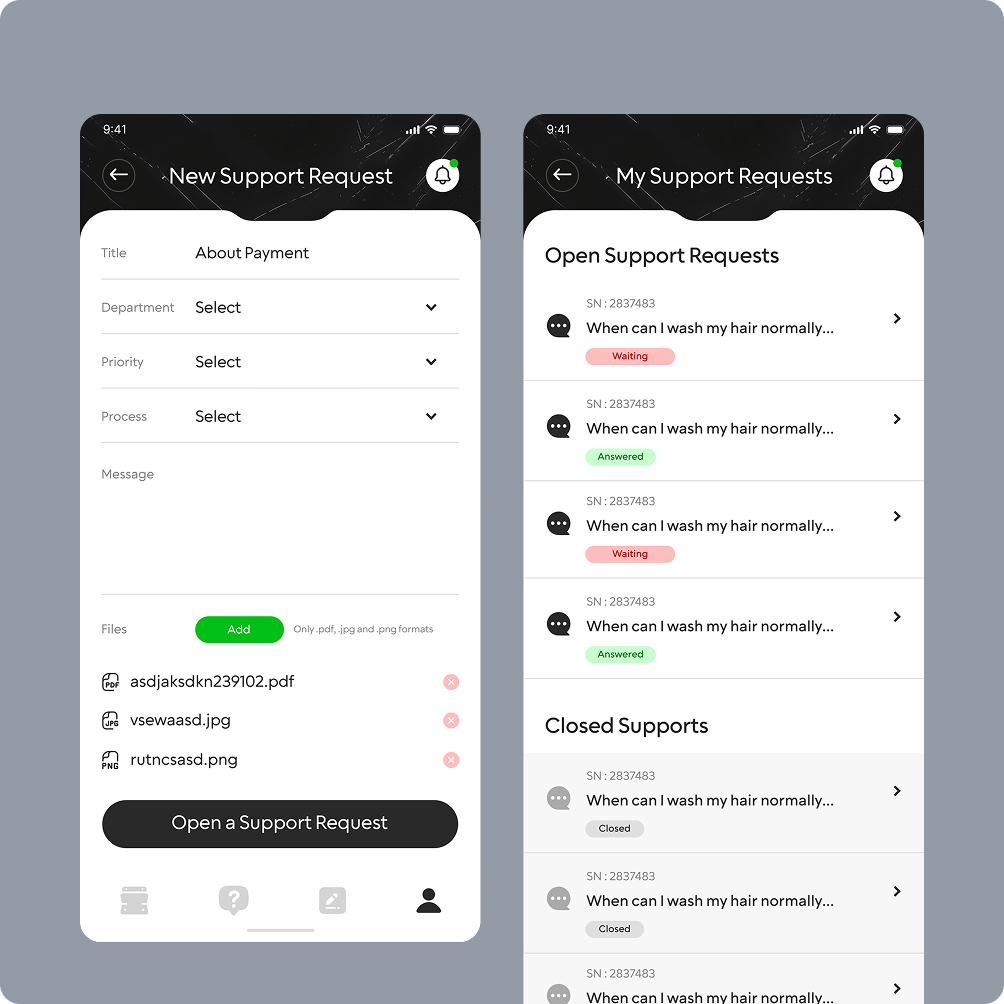 9:41
New Support Request
Title
About Payment
Department
Select
Priority
Select
Process
Select
Message
Files
Add
Only .pdf, .jpg and .png formats
PDF
asdjaksdkn239102.pdf
JPG
vsewaasd.jpg
PNG
rutncsasd.png
Open a Support Request
?
9:41
My Support Requests
Open Support Requests
SN : 2837483
When can I wash my hair normally...
Waiting
SN : 2837483
When can I wash my hair normally...
Answered
SN : 2837483
When can I wash my hair normally...
Waiting
SN : 2837483
When can I wash my hair normally...
Answered
Closed Supports
SN : 2837483
When can I wash my hair normally...
Closed
SN : 2837483
When can I wash my hair normally...
Closed
SN : 2837483
When can I wash my hair normally...